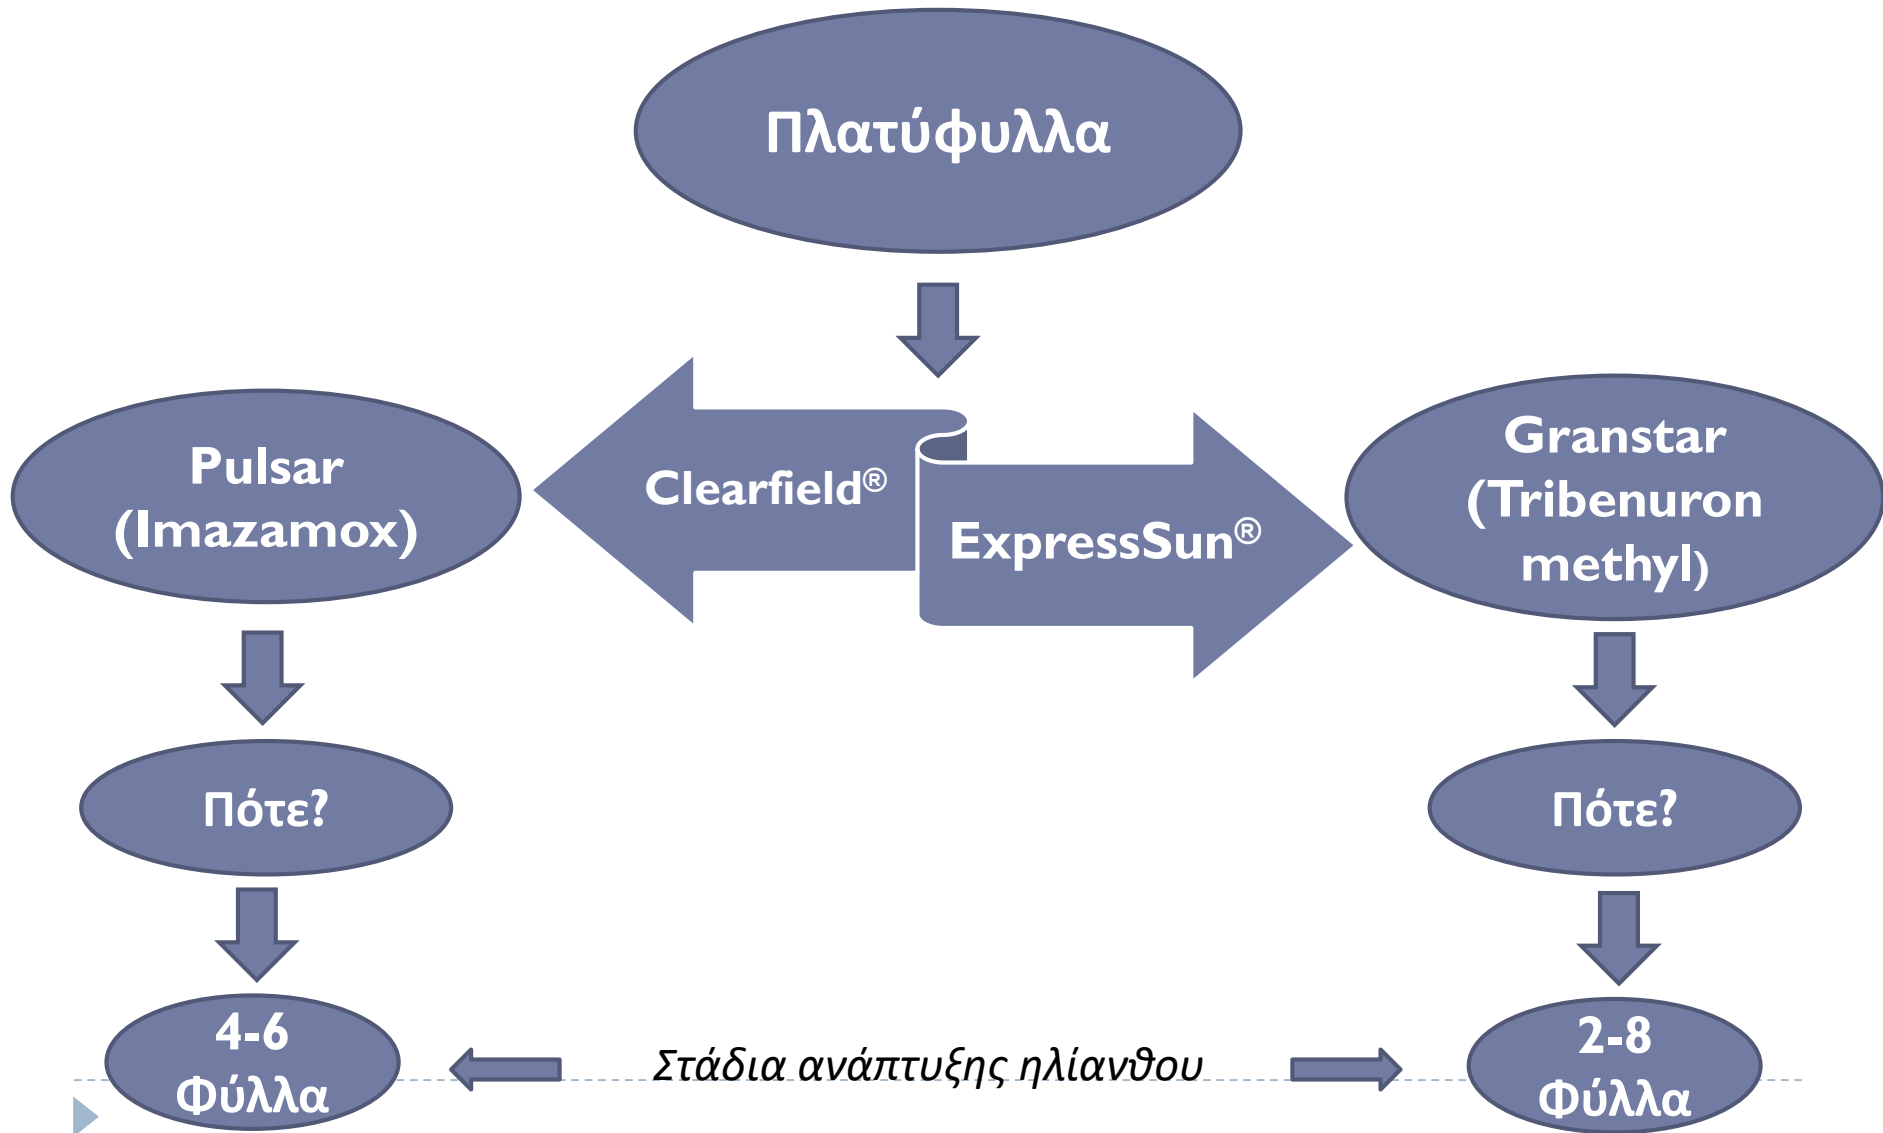 Πλατύφυλλα
Pulsar
(Imazamox)
Clearfield®
ExpressSun®
Granstar
(Tribenuron
methyl)
Πότε?
Πότε?
4-6
Φύλλα
Στάδια ανάπτυξης ηλίανθου
2-8
Φύλλα